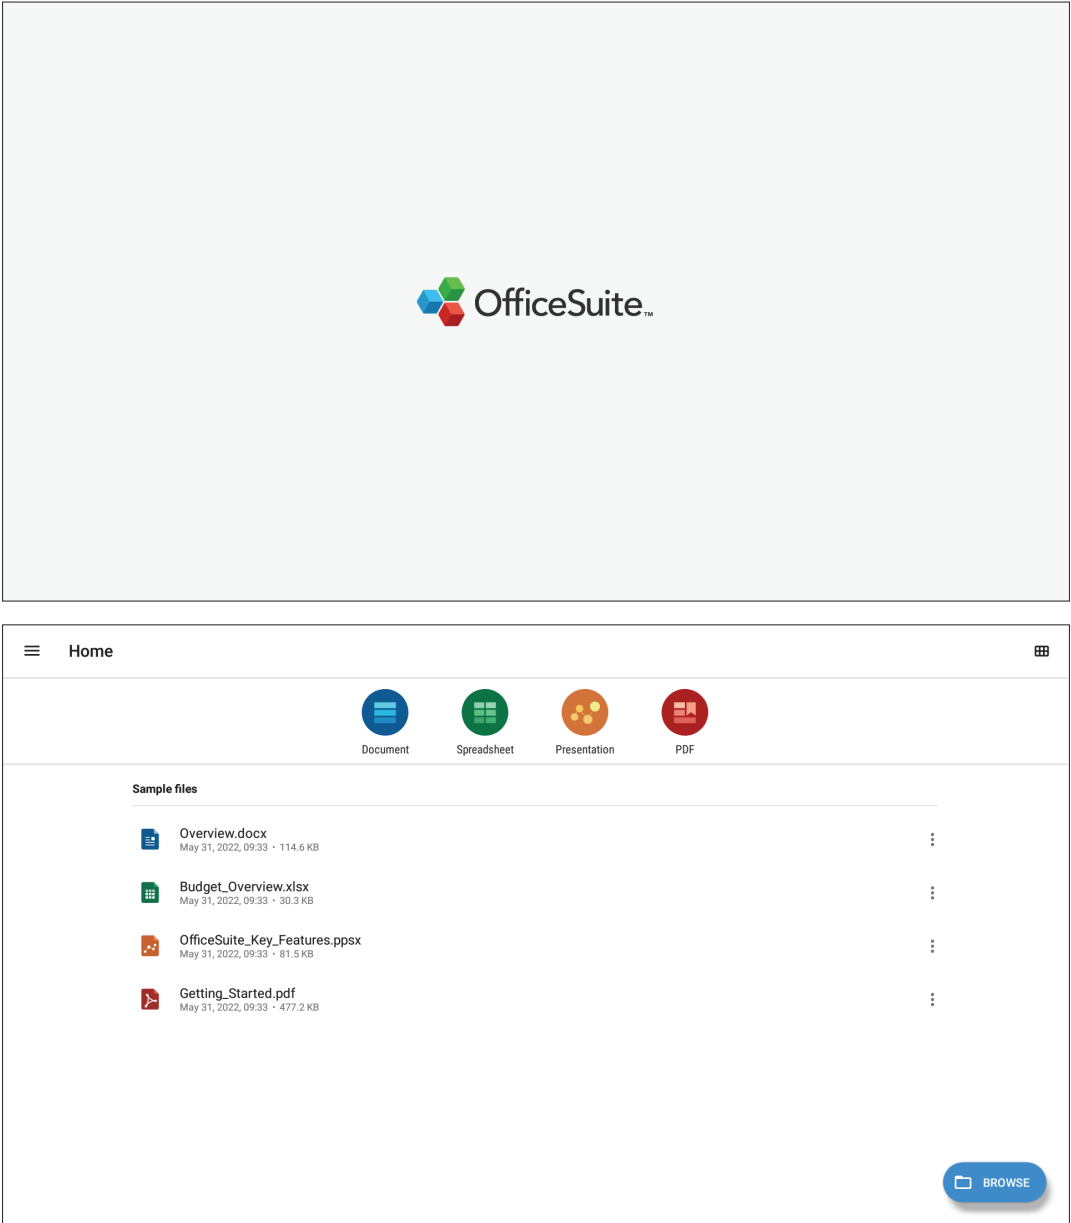 OfficeSuite™
Home
Document Spreadsheet Presentation PDF
Sample files
Overview.docx
May 31, 2022, 09:33 • 114.6 KB
Budget_Overview.xlsx
May 31, 2022, 09:33 • 30.3 KB
OfficeSuite_Key_Features.ppsx
May 31, 2022, 09:33 • 81.5 KB
Getting_Started.pdf
May 31, 2022, 09:33 • 477.2 KB
BROWSE